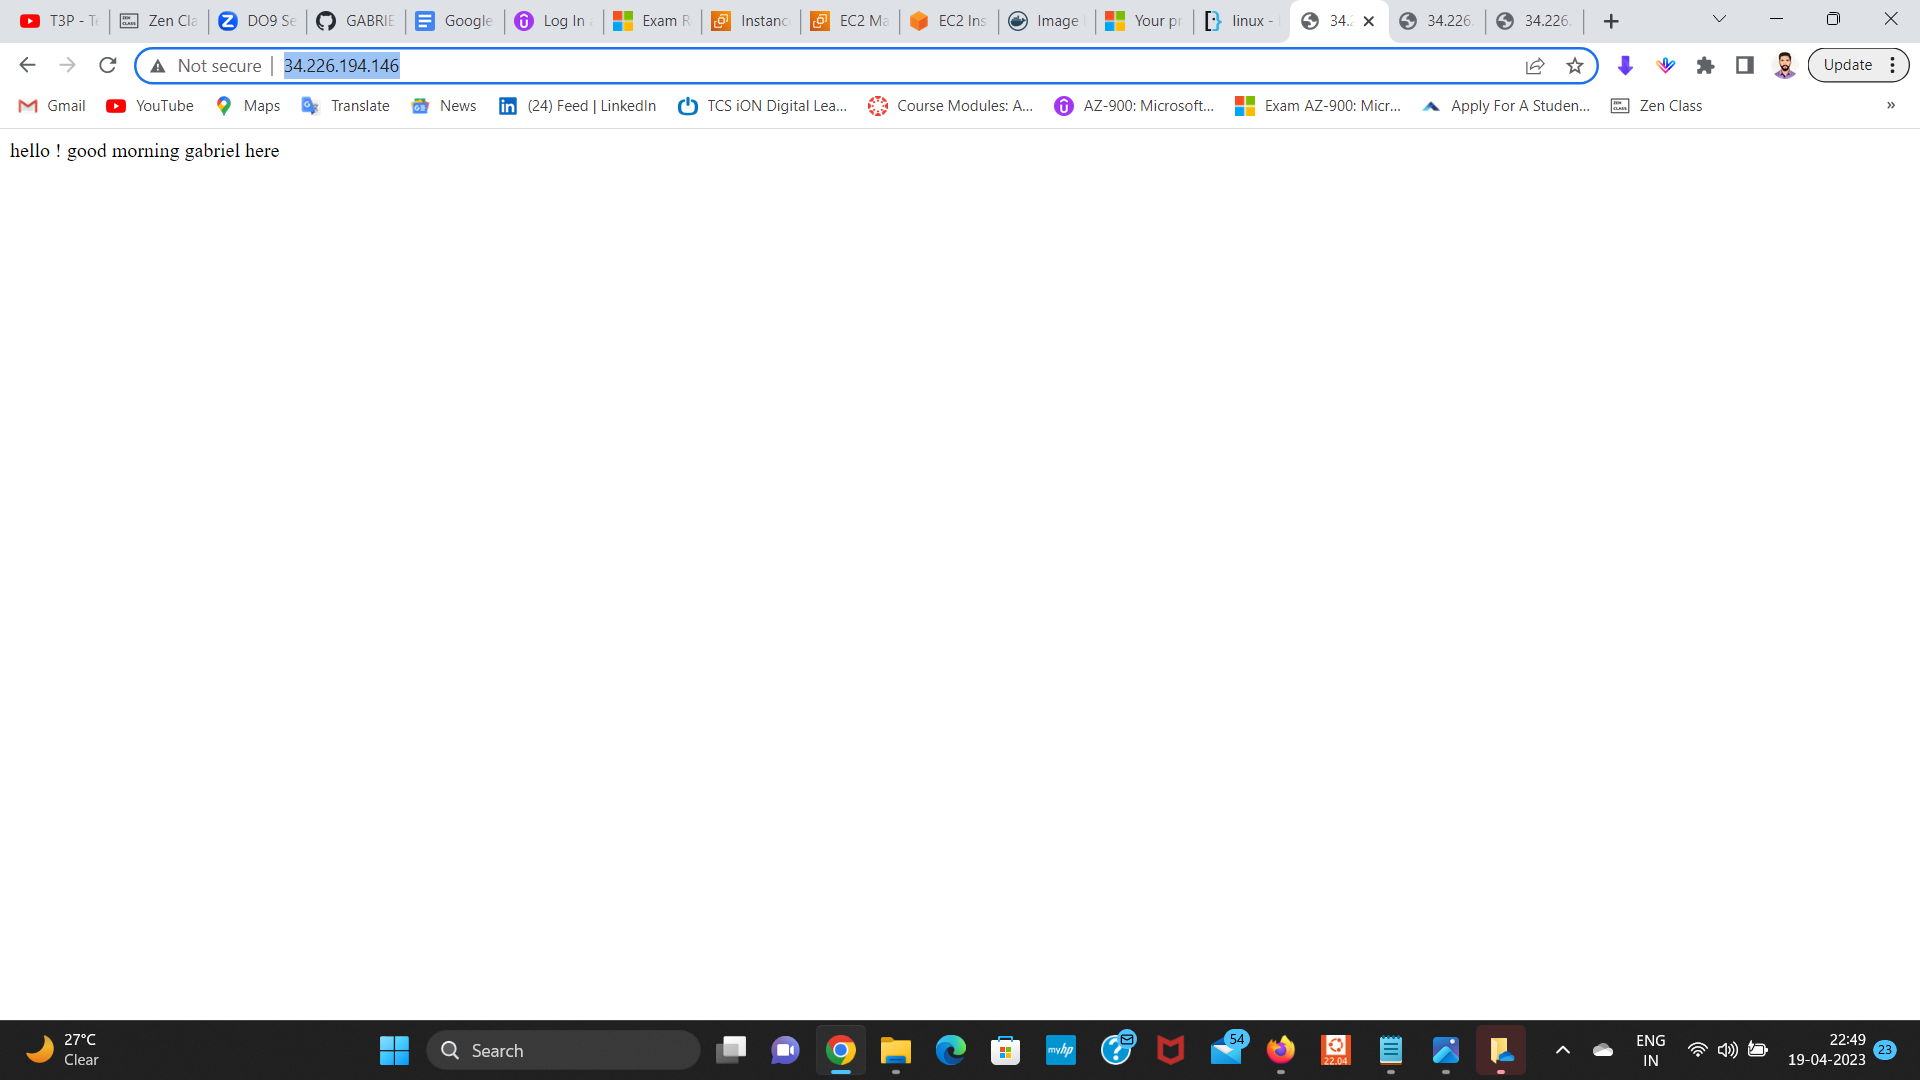 T3P - Te
Zen Cla
DO9 Se
GABRIE
Google
Log In
Exam R
Instanc
EC2 Ma
EC2 Ins
Image
Your pr
linux -
34.2
34.226.
34.226.
Not secure
34.226.194.146
Update
Gmail
YouTube
Maps
Translate
News
(24) Feed | LinkedIn
TCS iON Digital Lea...
Course Modules: A...
AZ-900: Microsoft...
Exam AZ-900: Micr...
Apply For A Studen...
Zen Class
»
hello ! good morning gabriel here
27°C
Clear
Search
myhp
54
22.04
ENG
IN
22:49
19-04-2023
23